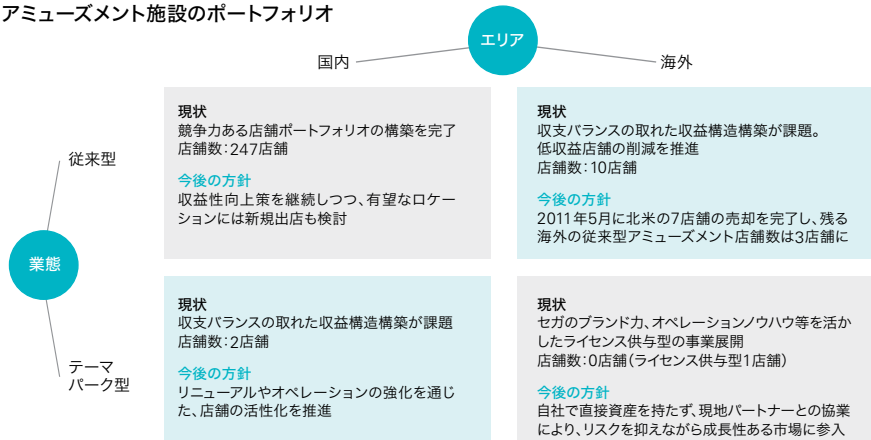 アミューズメント施設のポートフォリオ
エリア
国内
海外
業態
従来型
現状
競争力ある店舗ポートフォリオの構築を完了
店舗数:247店舗
今後の方針
収益性向上策を継続しつつ、有望なロケー
ションには新規出店も検討
現状
収支バランスの取れた収益構造構築が課題。
低収益店舗の削減を推進
店舗数:10店舗
今後の方針
2011年5月に北米の7店舗の売却を完了し、残る
海外の従来型アミューズメント店舗数は3店舗に
テーマ
パーク型
現状
収支バランスの取れた収益構造構築が課題
店舗数:2店舗
今後の方針
リニューアルやオペレーションの強化を通じ
た、店舗の活性化を推進
現状
セガのブランド力、オペレーションノウハウ等を活か
したライセンス供与型の事業展開
店舗数:0店舗(ライセンス供与型1店舗)
今後の方針
自社で直接資産を持たず、現地パートナーとの協業
により、リスクを抑えながら成長性ある市場に参入